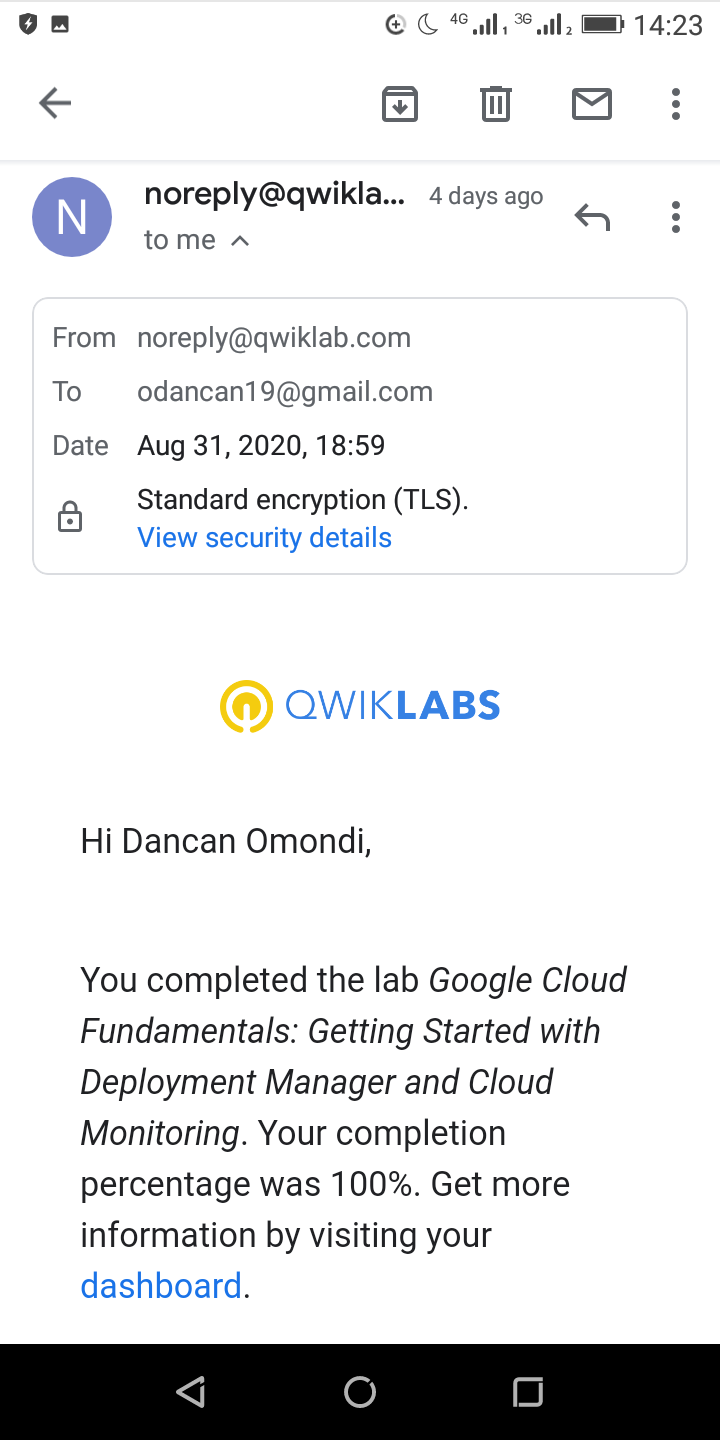 4G 1 3G 2 14:23
noreply@qwikla... 4 days ago
N
to me
From noreply@qwiklab.com
To odancan19@gmail.com
Date Aug 31, 2020, 18:59
Standard encryption (TLS).
View security details
QWIKLABS
Hi Dancan Omondi,
You completed the lab Google Cloud
Fundamentals: Getting Started with
Deployment Manager and Cloud
Monitoring. Your completion
percentage was 100%. Get more
information by visiting your
dashboard.